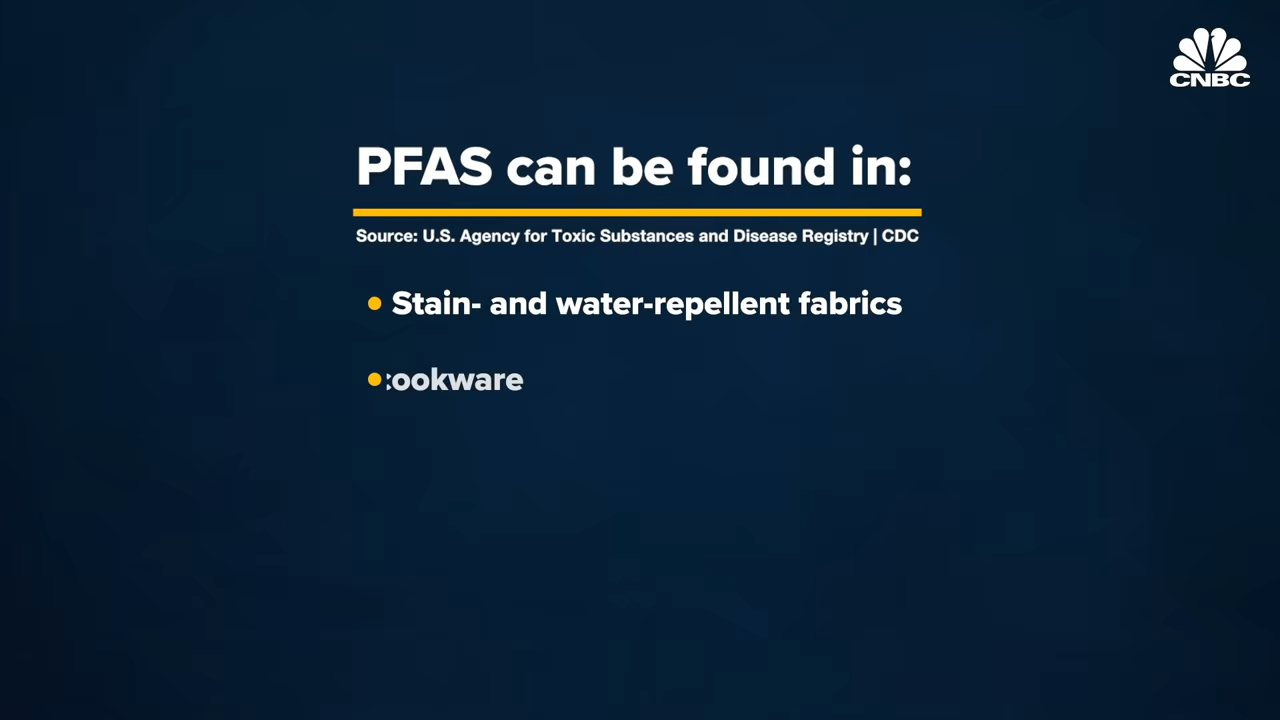 CNBC
PFAS can be found in:
Source: U.S. Agency for Toxic Substances and Disease Registry | CDC
Stain- and water-repellent fabrics
cookware